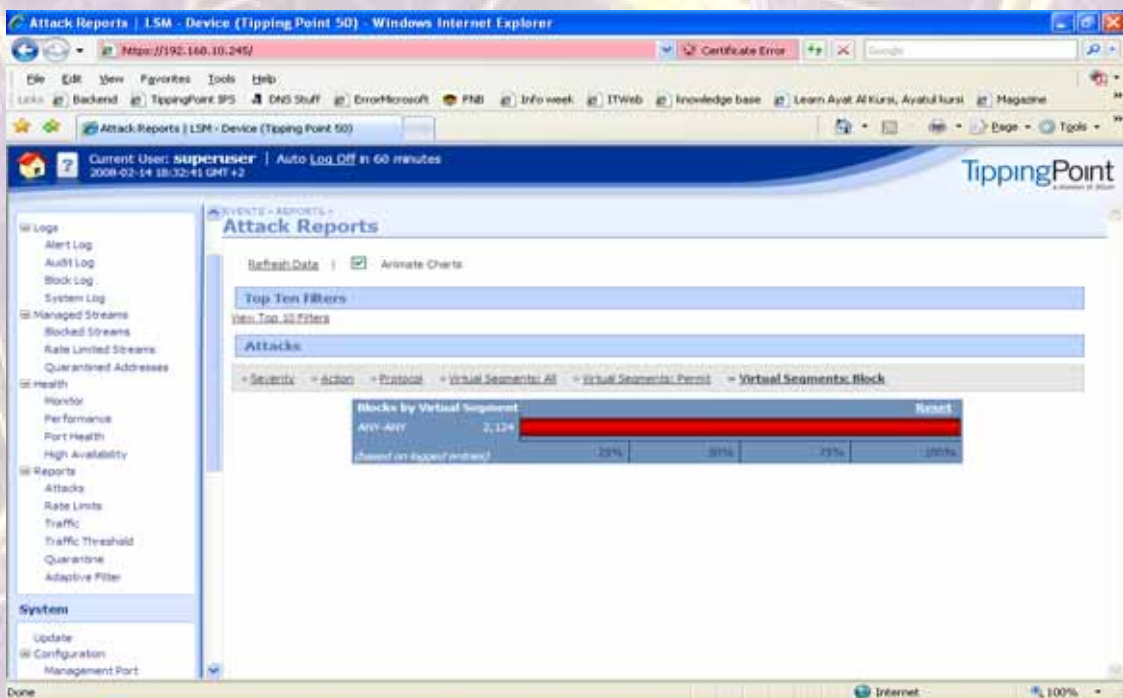 Attack Reports | LSM - Device (Tipping Point 50) - Windows Internet Explorer
https://192.168.10.245/
Certificate Error
Google
File Edit View Favorites Tools Help
Links Backend TippingPoint IPS DNS Stuff ErrorMicrosoft FNB Info week ITWeb knowledge base Learn Ayat Al Kursi, Ayatul kursi Magazine
Attack Reports | LSM - Device (Tipping Point 50)
Page Tools
Current User: superuser | Auto Log Off in 60 minutes
2008-02-14 18:32:41 GMT +2
TippingPoint
EVENTS > REPORTS >
Attack Reports
Refresh Data | Animate Charts
Top Ten Filters
View Top 10 Filters
Attacks
Severity Action Protocol Virtual Segments: All Virtual Segments: Permit Virtual Segments: Block
Blocks by Virtual Segment Reset
ANY-ANY 2,124
(based on logged entries) 25% 50% 75% 100%
Logs
Alert Log
Audit Log
Block Log
System Log
Managed Streams
Blocked Streams
Rate Limited Streams
Quarantined Addresses
Health
Monitor
Performance
Port Health
High Availability
Reports
Attacks
Rate Limits
Traffic
Traffic Threshold
Quarantine
Adaptive Filter
System
Update
Configuration
Management Port
Done
Internet
100%